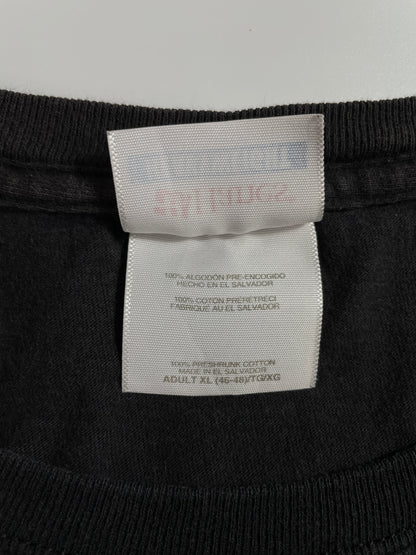 100% ALGODÓN PRE-ENCOGIDO
HECHO EN EL SALVADOR
100% COTON PRÉRÉTRÉCI
FABRIQUÉ AU EL SALVADOR
100% PRESHRUNK COTTON
MADE IN EL SALVADOR
ADULT XL (46-48)/TG/XG